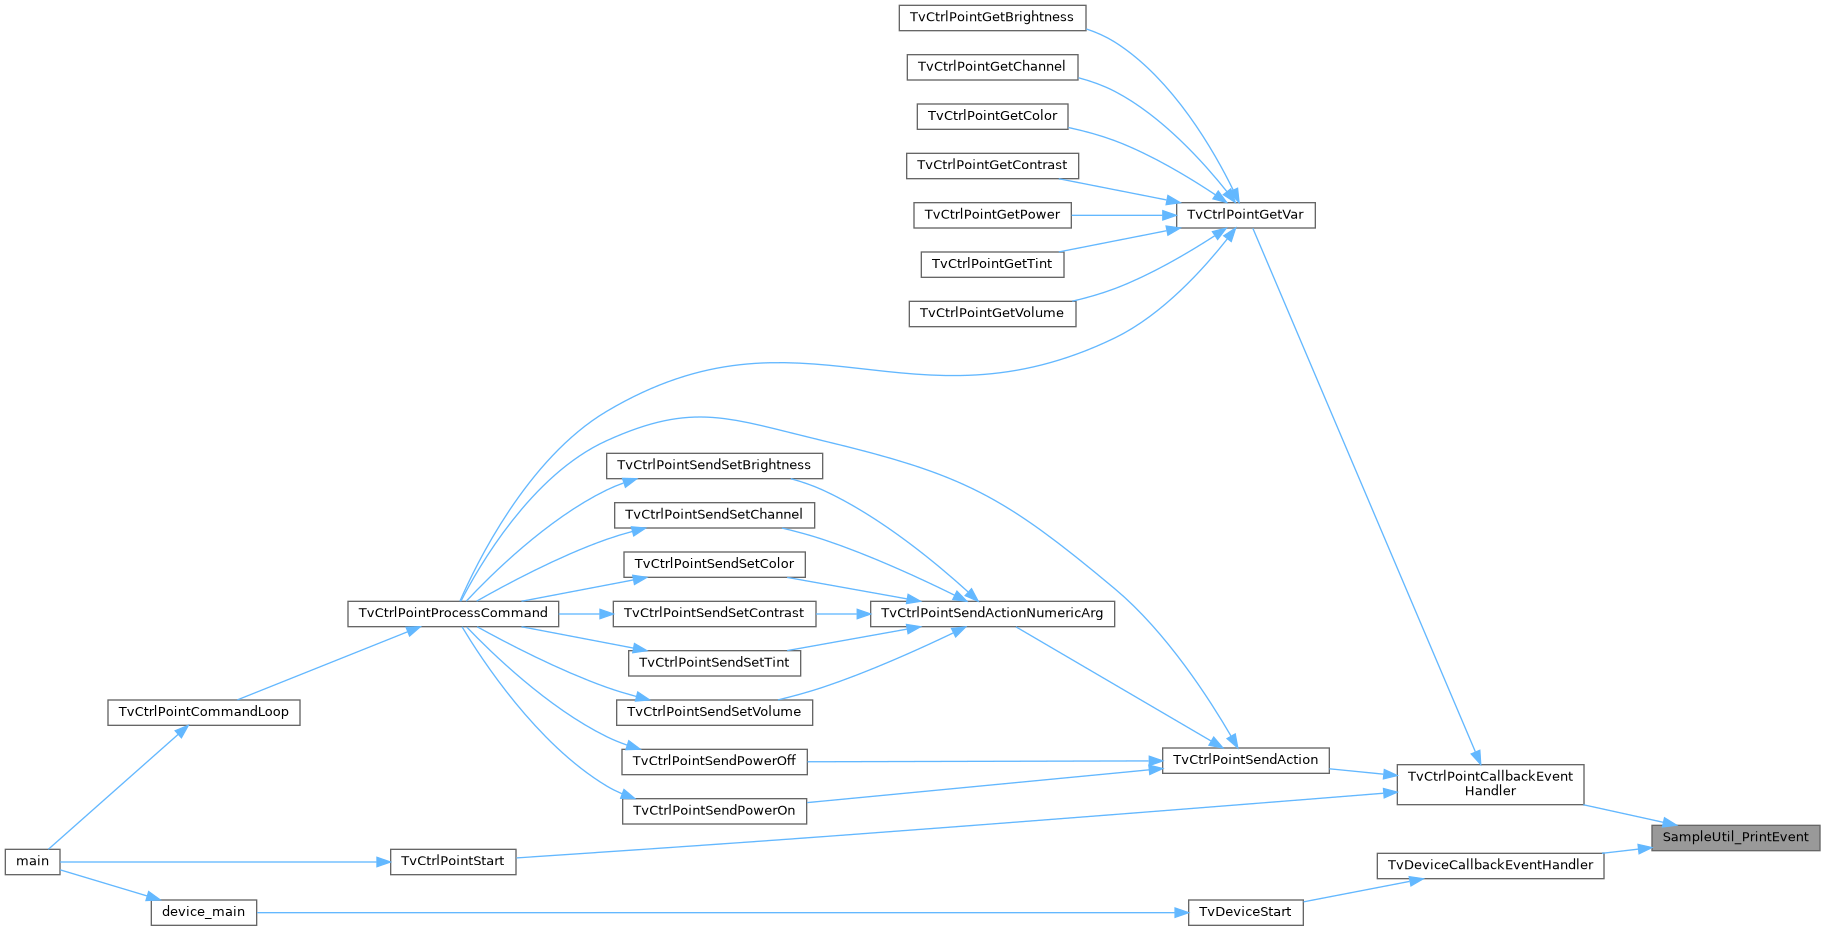 TvCtrlPointGetBrightness
TvCtrlPointGetChannel
TvCtrlPointGetColor
TvCtrlPointGetContrast
TvCtrlPointGetPower
TvCtrlPointGetVar
TvCtrlPointGetTint
TvCtrlPointGetVolume
TvCtrlPointSendSetBrightness
TvCtrlPointSendSetChannel
TvCtrlPointSendSetColor
TvCtrlPointProcessCommand
TvCtrlPointSendSetContrast
TvCtrlPointSendActionNumericArg
TvCtrlPointSendSetTint
TvCtrlPointCommandLoop
TvCtrlPointSendSetVolume
TvCtrlPointSendPowerOff
TvCtrlPointSendAction
TvCtrlPointCallbackEvent
Handler
TvCtrlPointSendPowerOn
SampleUtil_PrintEvent
main
TvCtrlPointStart
TvDeviceCallbackEventHandler
device_main
TvDeviceStart